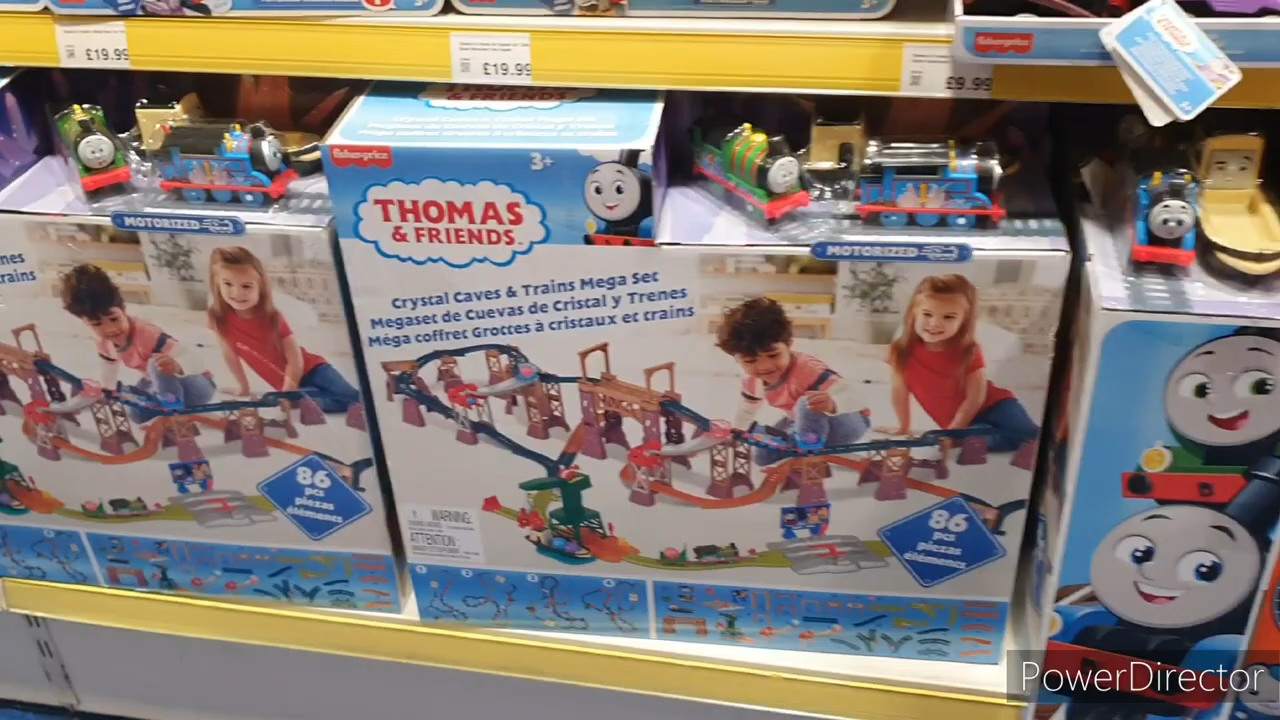 £19.99
£19.99
£9.99
Fisher-Price
& FRIENDS
Fisher-Price
3+
THOMAS
& FRIENDS
MOTORIZED
MOTORIZED
Crystal Caves & Trains Mega Set
Megaset de Cuevas de Cristal y Trenes
Méga coffret Grottes à cristaux et trains
86
pcs
piezas
éléments
WARNING:
ATTENTION:
86
pcs
piezas
éléments
PowerDirector